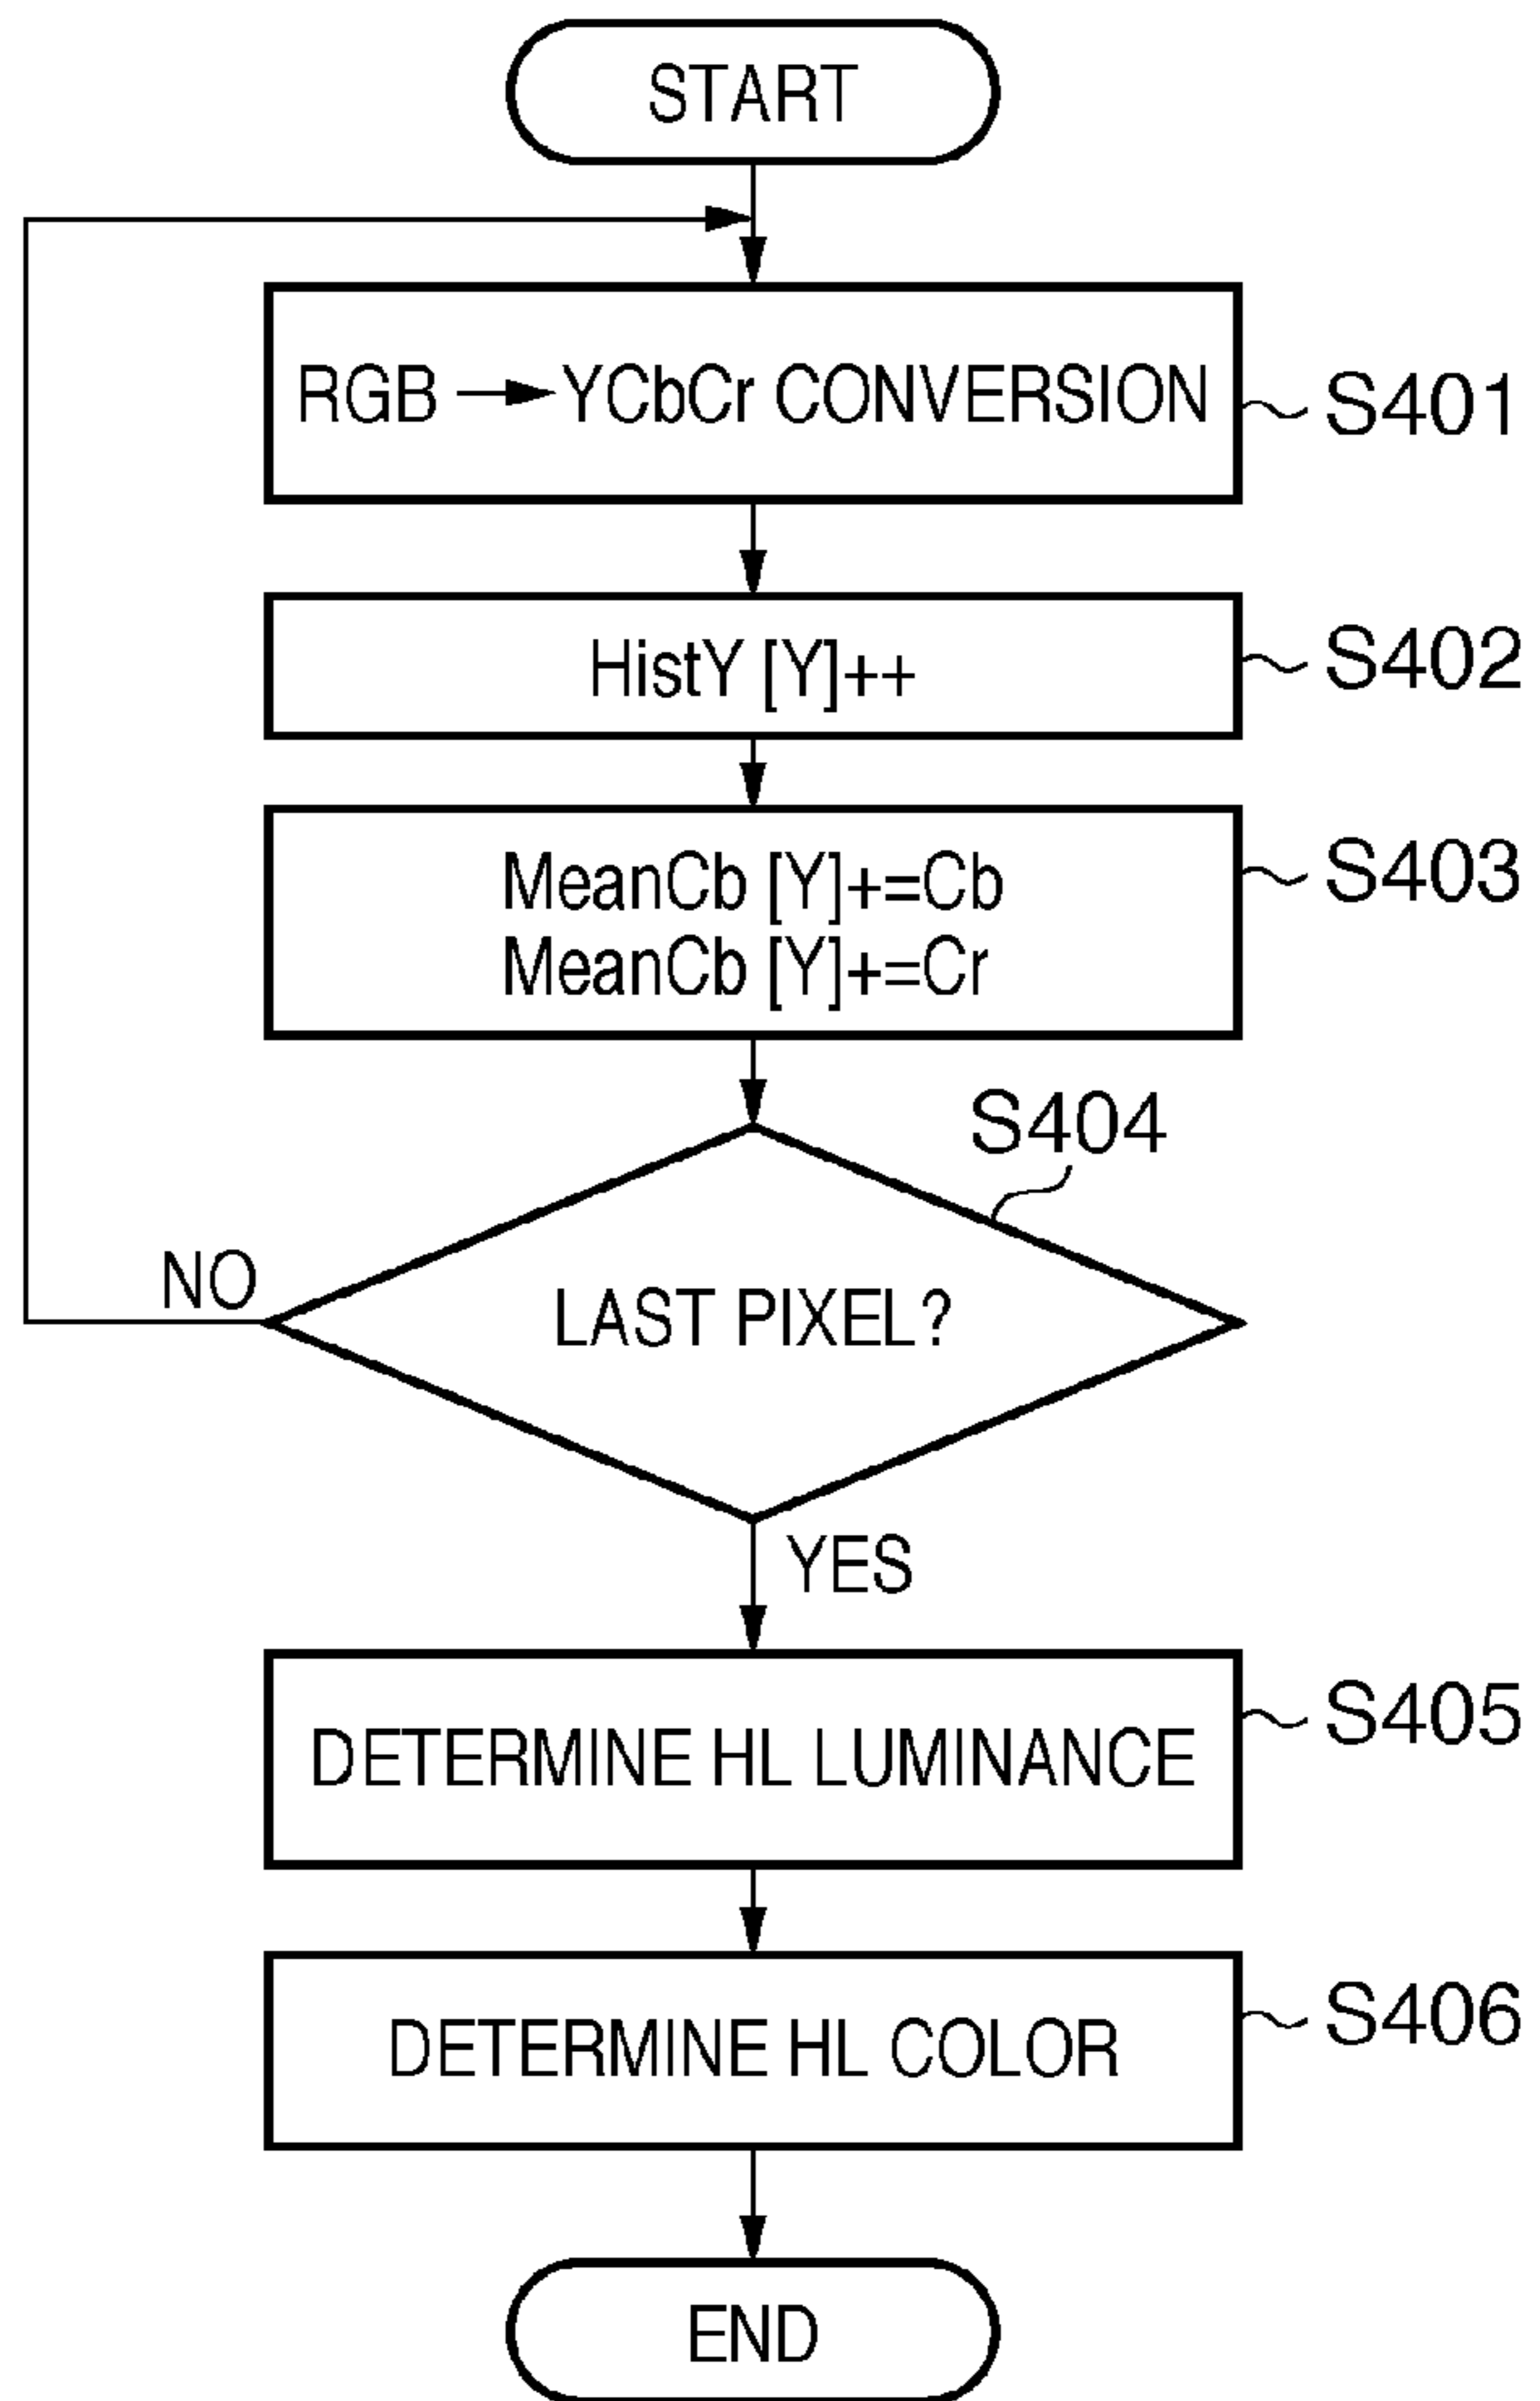 START
RGB → YCbCr CONVERSION
S401
HistY [Y]++
S402
MeanCb [Y]+=Cb
MeanCb [Y]+=Cr
S403
S404
LAST PIXEL?
NO
YES
DETERMINE HL LUMINANCE
S405
DETERMINE HL COLOR
S406
END